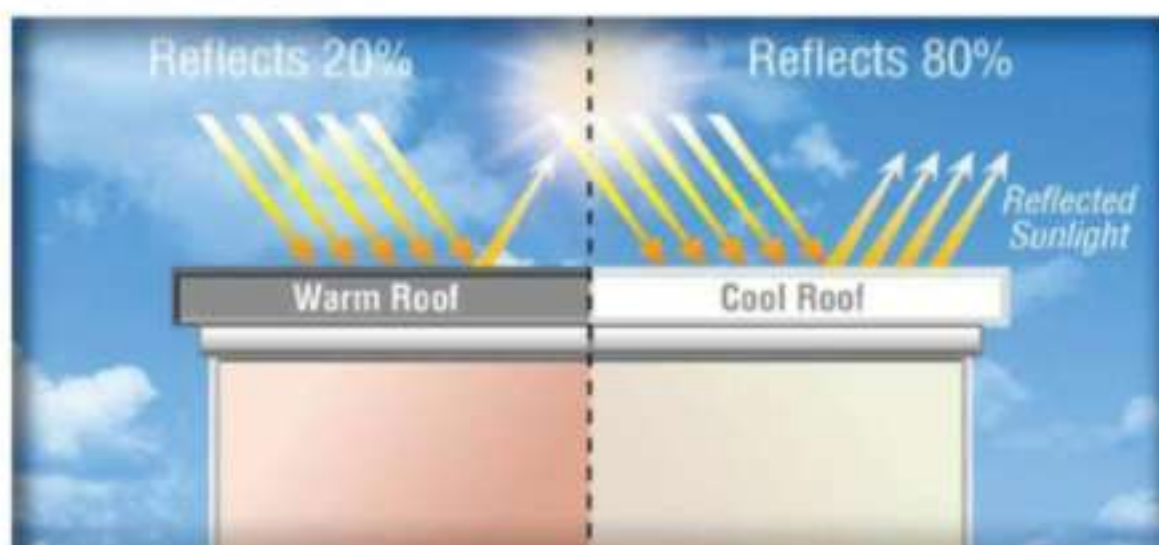 Reflects 20%
Reflects 80%
Reflected
Sunlight
Warm Roof
Cool Roof